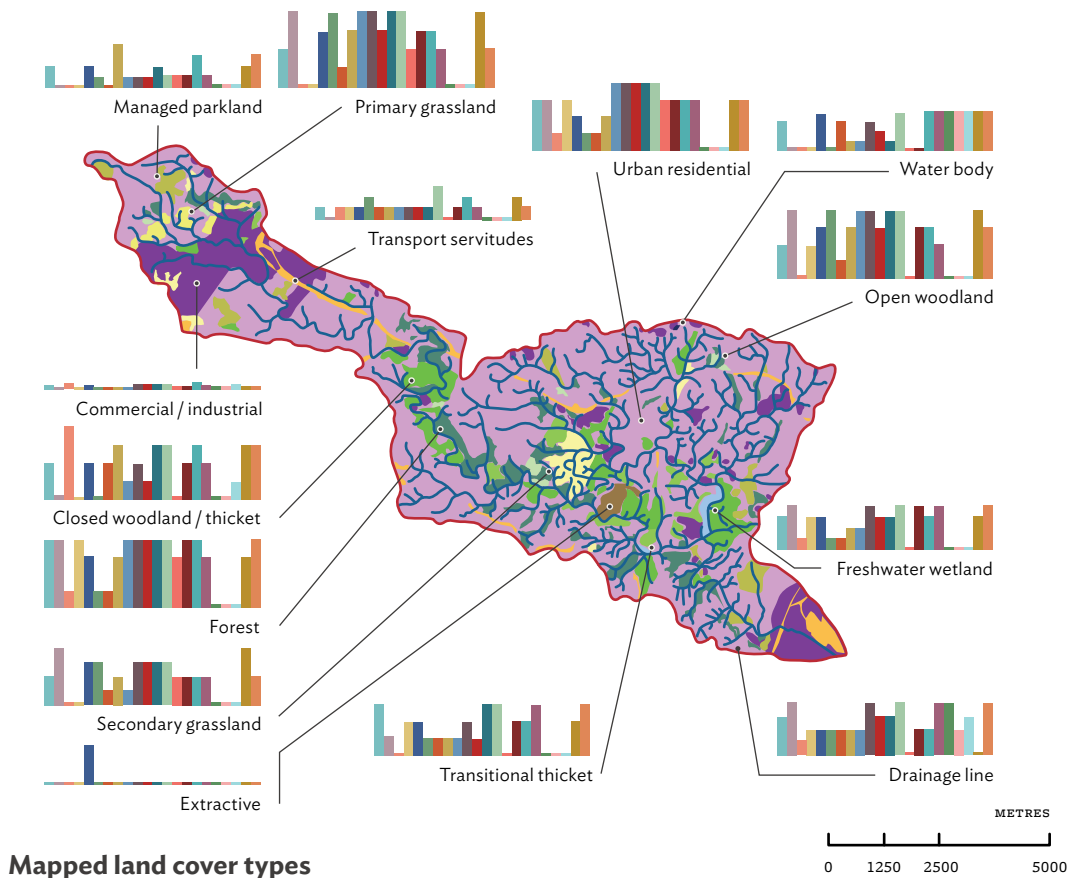 Managed parkland
Primary grassland
Urban residential
Water body
Transport servitudes
Open woodland
Commercial / industrial
Closed woodland / thicket
Freshwater wetland
Forest
Secondary grassland
Transitional thicket
Drainage line
Extractive
METRES
Mapped land cover types
0 1250 2500 5000